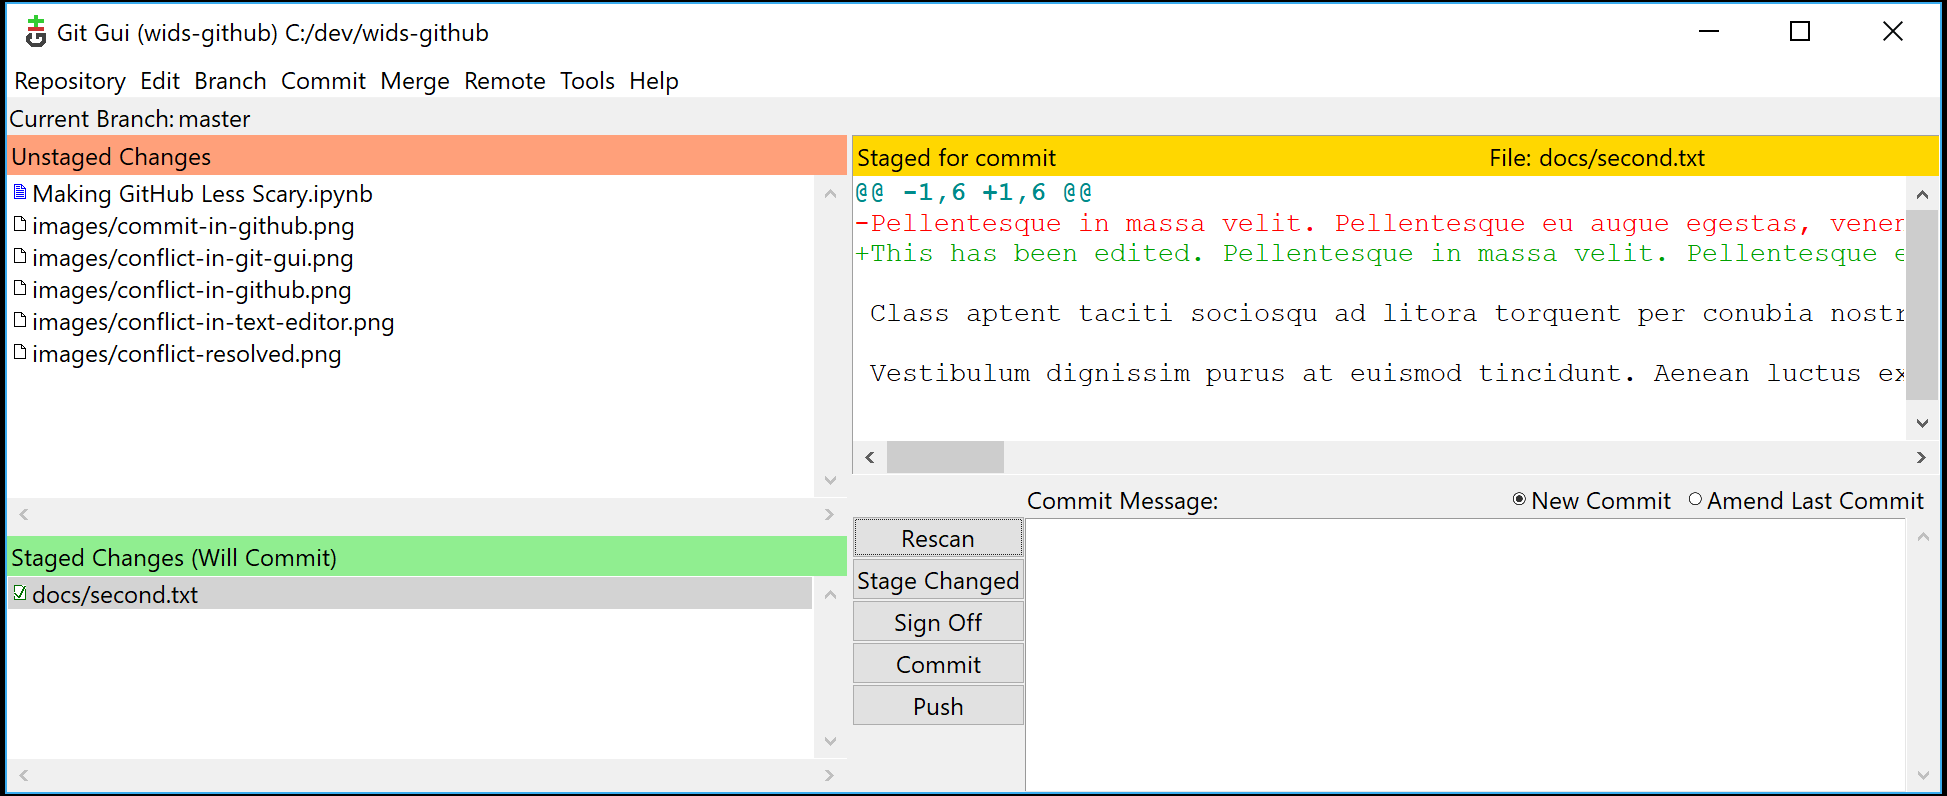 Git Gui (wids-github) C:/dev/wids-github
Repository Edit Branch Commit Merge Remote Tools Help
Current Branch: master
Unstaged Changes
Making GitHub Less Scary.ipynb
images/commit-in-github.png
images/conflict-in-git-gui.png
images/conflict-in-github.png
images/conflict-in-text-editor.png
images/conflict-resolved.png
Staged Changes (Will Commit)
docs/second.txt
Staged for commit File: docs/second.txt
@@ -1,6 +1,6 @@
-Pellentesque in massa velit. Pellentesque eu augue egestas, vener
+This has been edited. Pellentesque in massa velit. Pellentesque e
Class aptent taciti sociosqu ad litora torquent per conubia nostr
Vestibulum dignissim purus at euismod tincidunt. Aenean luctus ex
Commit Message: New Commit Amend Last Commit
Rescan
Stage Changed
Sign Off
Commit
Push